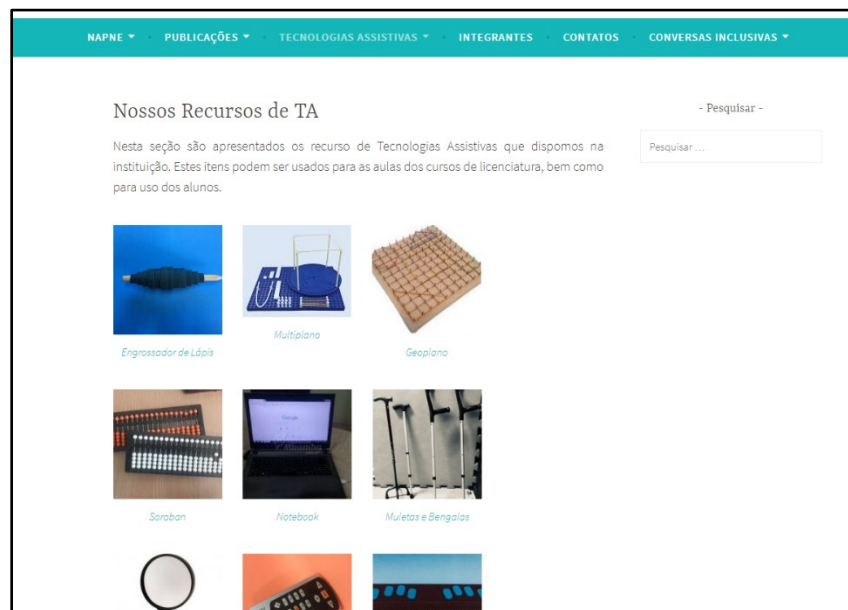 NAPNE PUBLICAÇÕES TECNOLOGIAS ASSISTIVAS INTEGRANTES CONTATOS CONVERSAS INCLUSIVAS
Nossos Recursos de TA
Nesta seção são apresentados os recurso de Tecnologias Assistivas que dispomos na
instituição. Estes itens podem ser usados para as aulas dos cursos de licenciatura, bem como
para uso dos alunos.
Engrossador de Lápis
Multiplano
Geoplano
Google
Soroban
Notebook
Muletas e Bengalas
- Pesquisar -
Pesquisar …